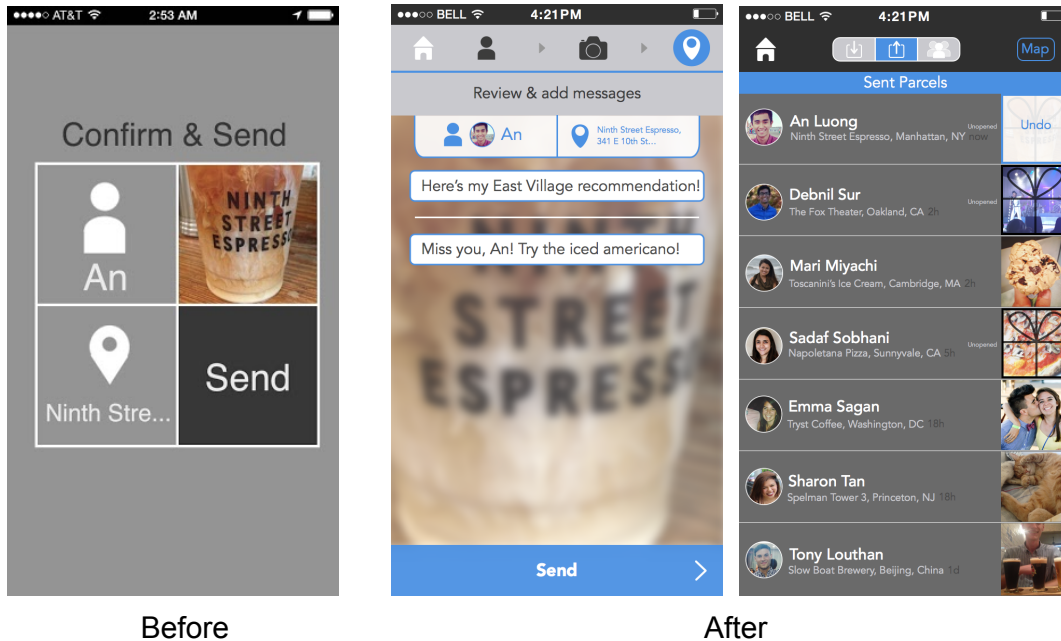 AT&T 2:53 AM
Confirm & Send
An
NINTH
STREET
ESPRESSO
Ninth Stre...
Send
Before
BELL 4:21PM
Review & add messages
An
Ninth Street Espresso,
341 E 10th St...
Here's my East Village recommendation!
Miss you, An! Try the iced americano!
STREET
ESPRESS
Send
BELL 4:21PM
Map
Sent Parcels
An Luong
Ninth Street Espresso, Manhattan, NY now
Unopened
Undo
Debnil Sur
The Fox Theater, Oakland, CA 2h
Unopened
Mari Miyachi
Toscanini's Ice Cream, Cambridge, MA 2h
Sadaf Sobhani
Napoletana Pizza, Sunnyvale, CA 5h
Unopened
Emma Sagan
Tryst Coffee, Washington, DC 18h
Sharon Tan
Spelman Tower 3, Princeton, NJ 18h
Tony Louthan
Slow Boat Brewery, Beijing, China 1d
After